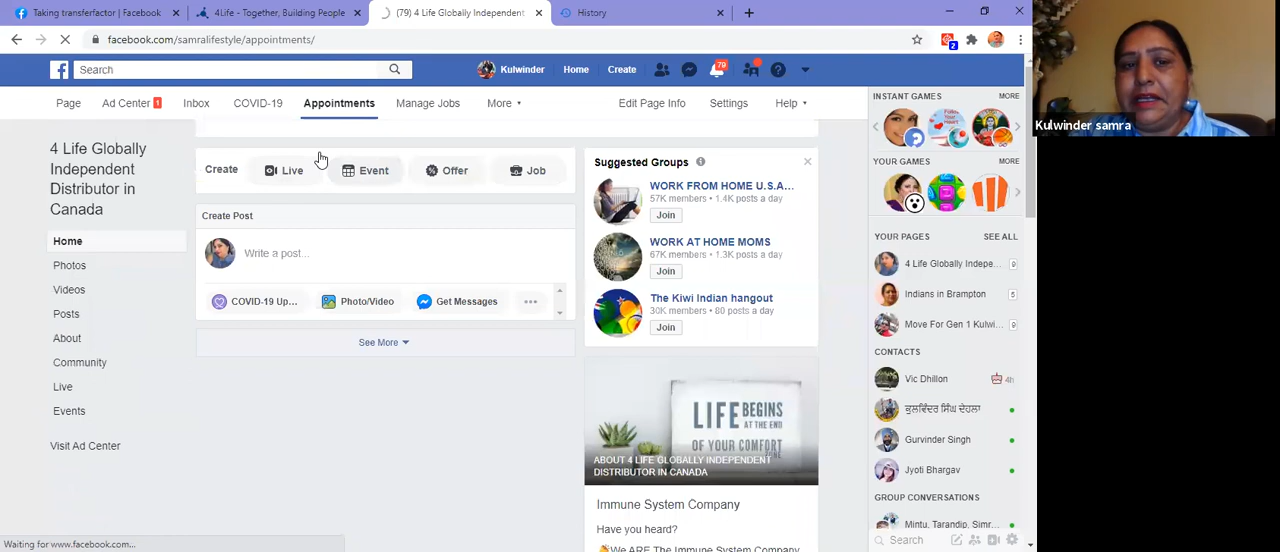 Taking transferfactor | Facebook
4Life - Together, Building People
(79) 4 Life Globally Independent
History
facebook.com/samralifestyle/appointments/
2
Search
Kulwinder
Home
Create
79
Page
Ad Center 1
Inbox
COVID-19
Appointments
Manage Jobs
More
Edit Page Info
Settings
Help
4 Life Globally
Independent
Distributor in
Canada
Home
Photos
Videos
Posts
About
Community
Live
Events
Visit Ad Center
Create
Live
Event
Offer
Job
Create Post
Write a post...
COVID-19 Up...
Photo/Video
Get Messages
See More
Suggested Groups
WORK FROM HOME U.S.A...
57K members • 1.4K posts a day
Join
WORK AT HOME MOMS
67K members • 1.3K posts a day
Join
The Kiwi Indian hangout
30K members • 80 posts a day
Join
LIFE BEGINS
AT THE END
OF YOUR COMFORT
ABOUT 4 LIFE GLOBALLY INDEPENDENT
DISTRIBUTOR IN CANADA
Immune System Company
Have you heard?
We ARE The Immune System Company
INSTANT GAMES
MORE
YOUR GAMES
MORE
YOUR PAGES
SEE ALL
4 Life Globally Indepe...
9
Indians in Brampton
5
Move For Gen 1 Kulwi...
9
CONTACTS
Vic Dhillon
4h
ਕੁਲਵਿੰਦਰ ਸਿੰਘ ਦੇਹਲਾ
Gurvinder Singh
Jyoti Bhargav
GROUP CONVERSATIONS
Mintu, Tarandip, Simr...
Search
Waiting for www.facebook.com...
Kulwinder samra